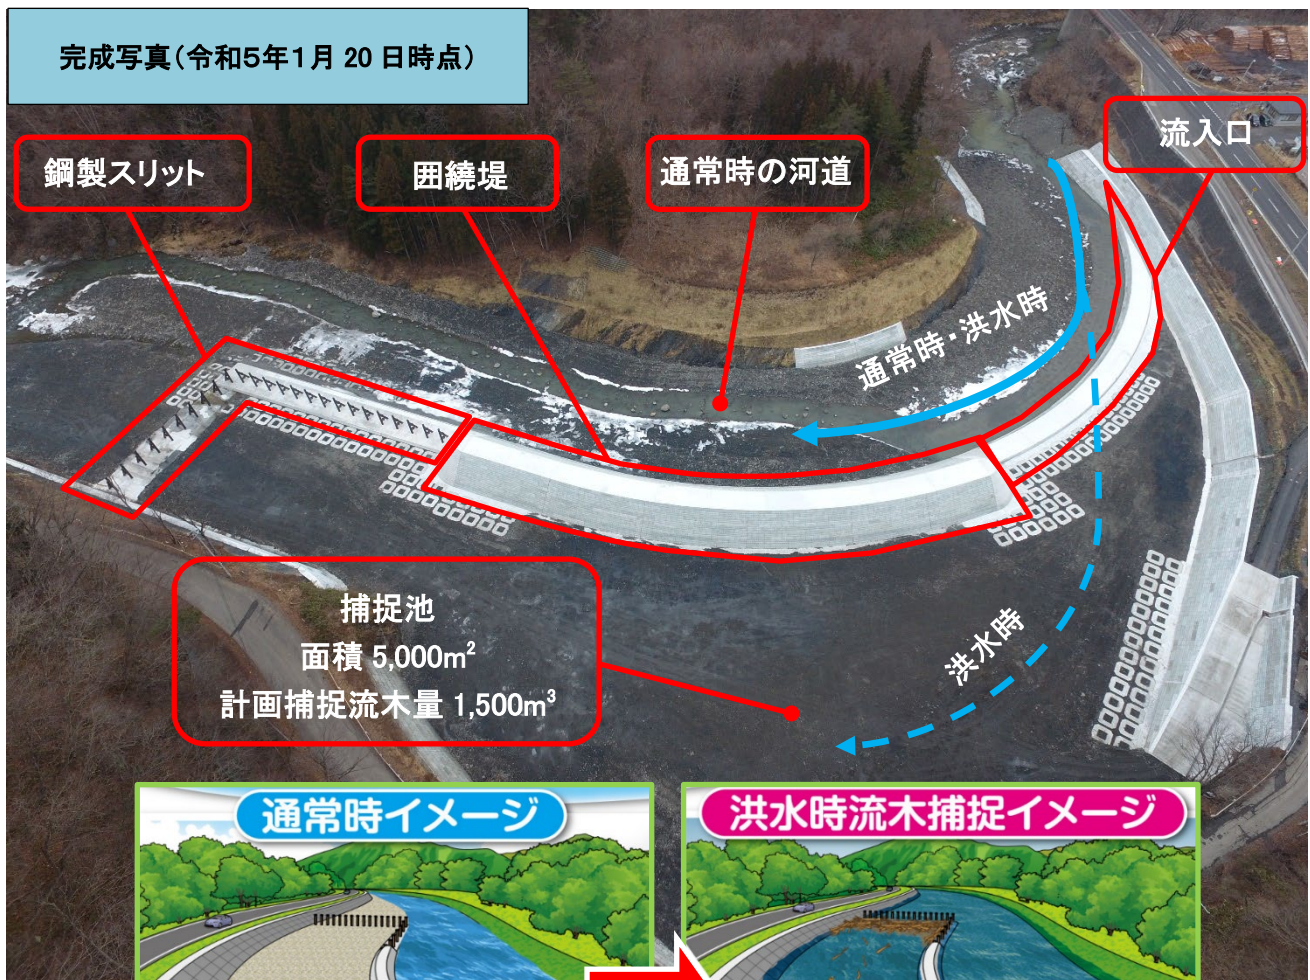 完成写真(令和5年1月 20 日時点)
鋼製スリット
囲繞堤
通常時の河道
流入口
通常時・洪水時
洪水時
捕捉池
面積 5,000m²
計画捕捉流木量 1,500m³
通常時イメージ
洪水時流木捕捉イメージ